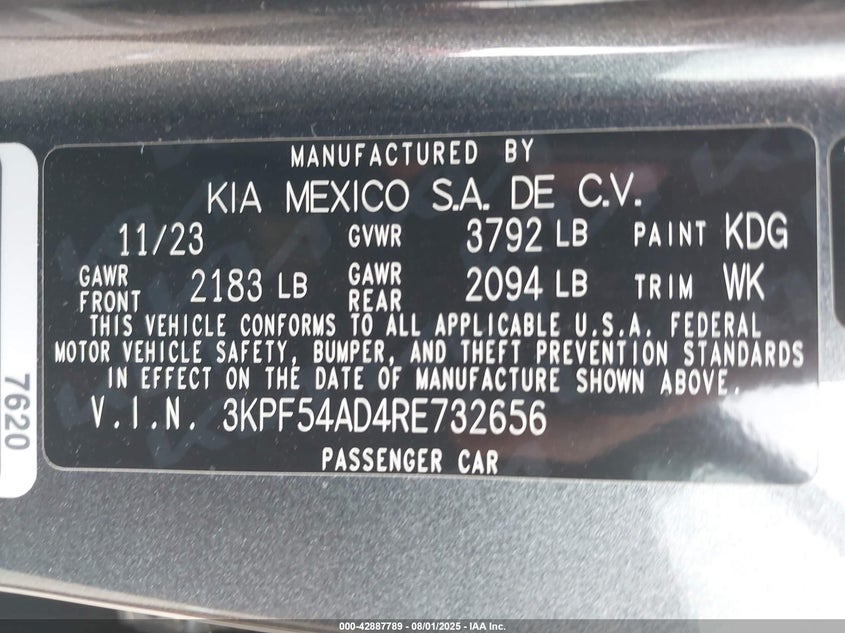 MANUFACTURED BY
KIA MEXICO S.A. DE C.V.
11/23 GVWR 3792 LB PAINT KDG
GAWR FRONT 2183 LB GAWR REAR 2094 LB TRIM WK
THIS VEHICLE CONFORMS TO ALL APPLICABLE U.S.A. FEDERAL
MOTOR VEHICLE SAFETY, BUMPER, AND THEFT PREVENTION STANDARDS
IN EFFECT ON THE DATE OF MANUFACTURE SHOWN ABOVE.
V.I.N. 3KPF54AD4RE732656
PASSENGER CAR
7620
000-42887789 - 08/01/2025 - IAA Inc.